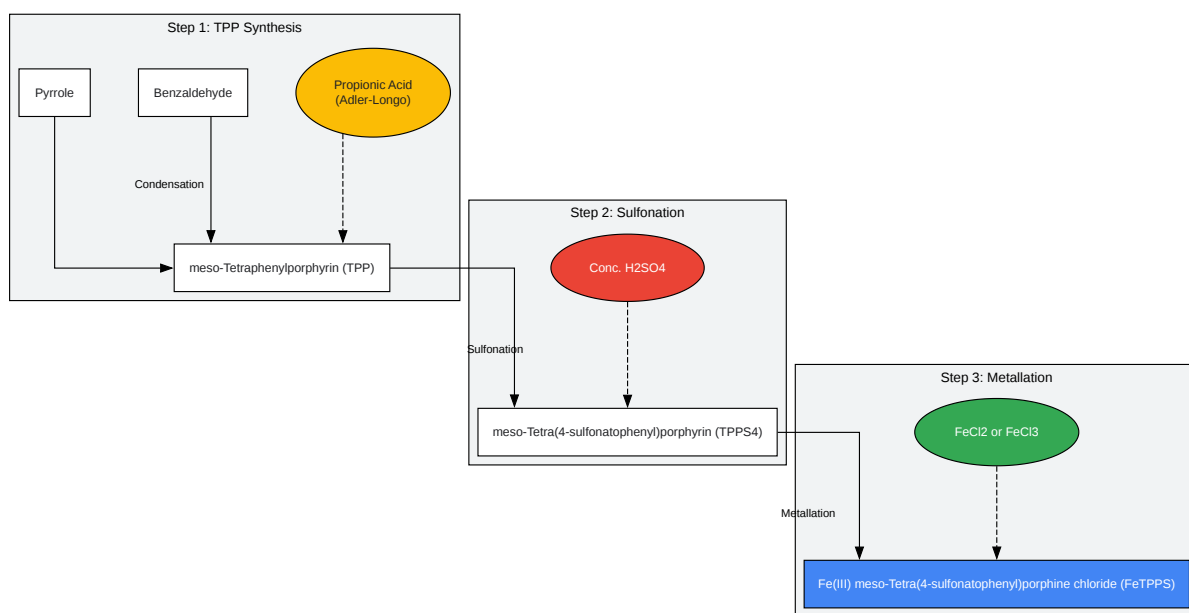 Step 1: TPP Synthesis
Pyrrole
Benzaldehyde
Propionic Acid
(Adler-Longo)
Condensation
meso-Tetraphenylporphyrin (TPP)
Step 2: Sulfonation
Conc. H2SO4
Sulfonation
meso-Tetra(4-sulfonatophenyl)porphyrin (TPPS4)
Step 3: Metallation
FeCl2 or FeCl3
Metallation
Fe(III) meso-Tetra(4-sulfonatophenyl)porphine chloride (FeTPPS)